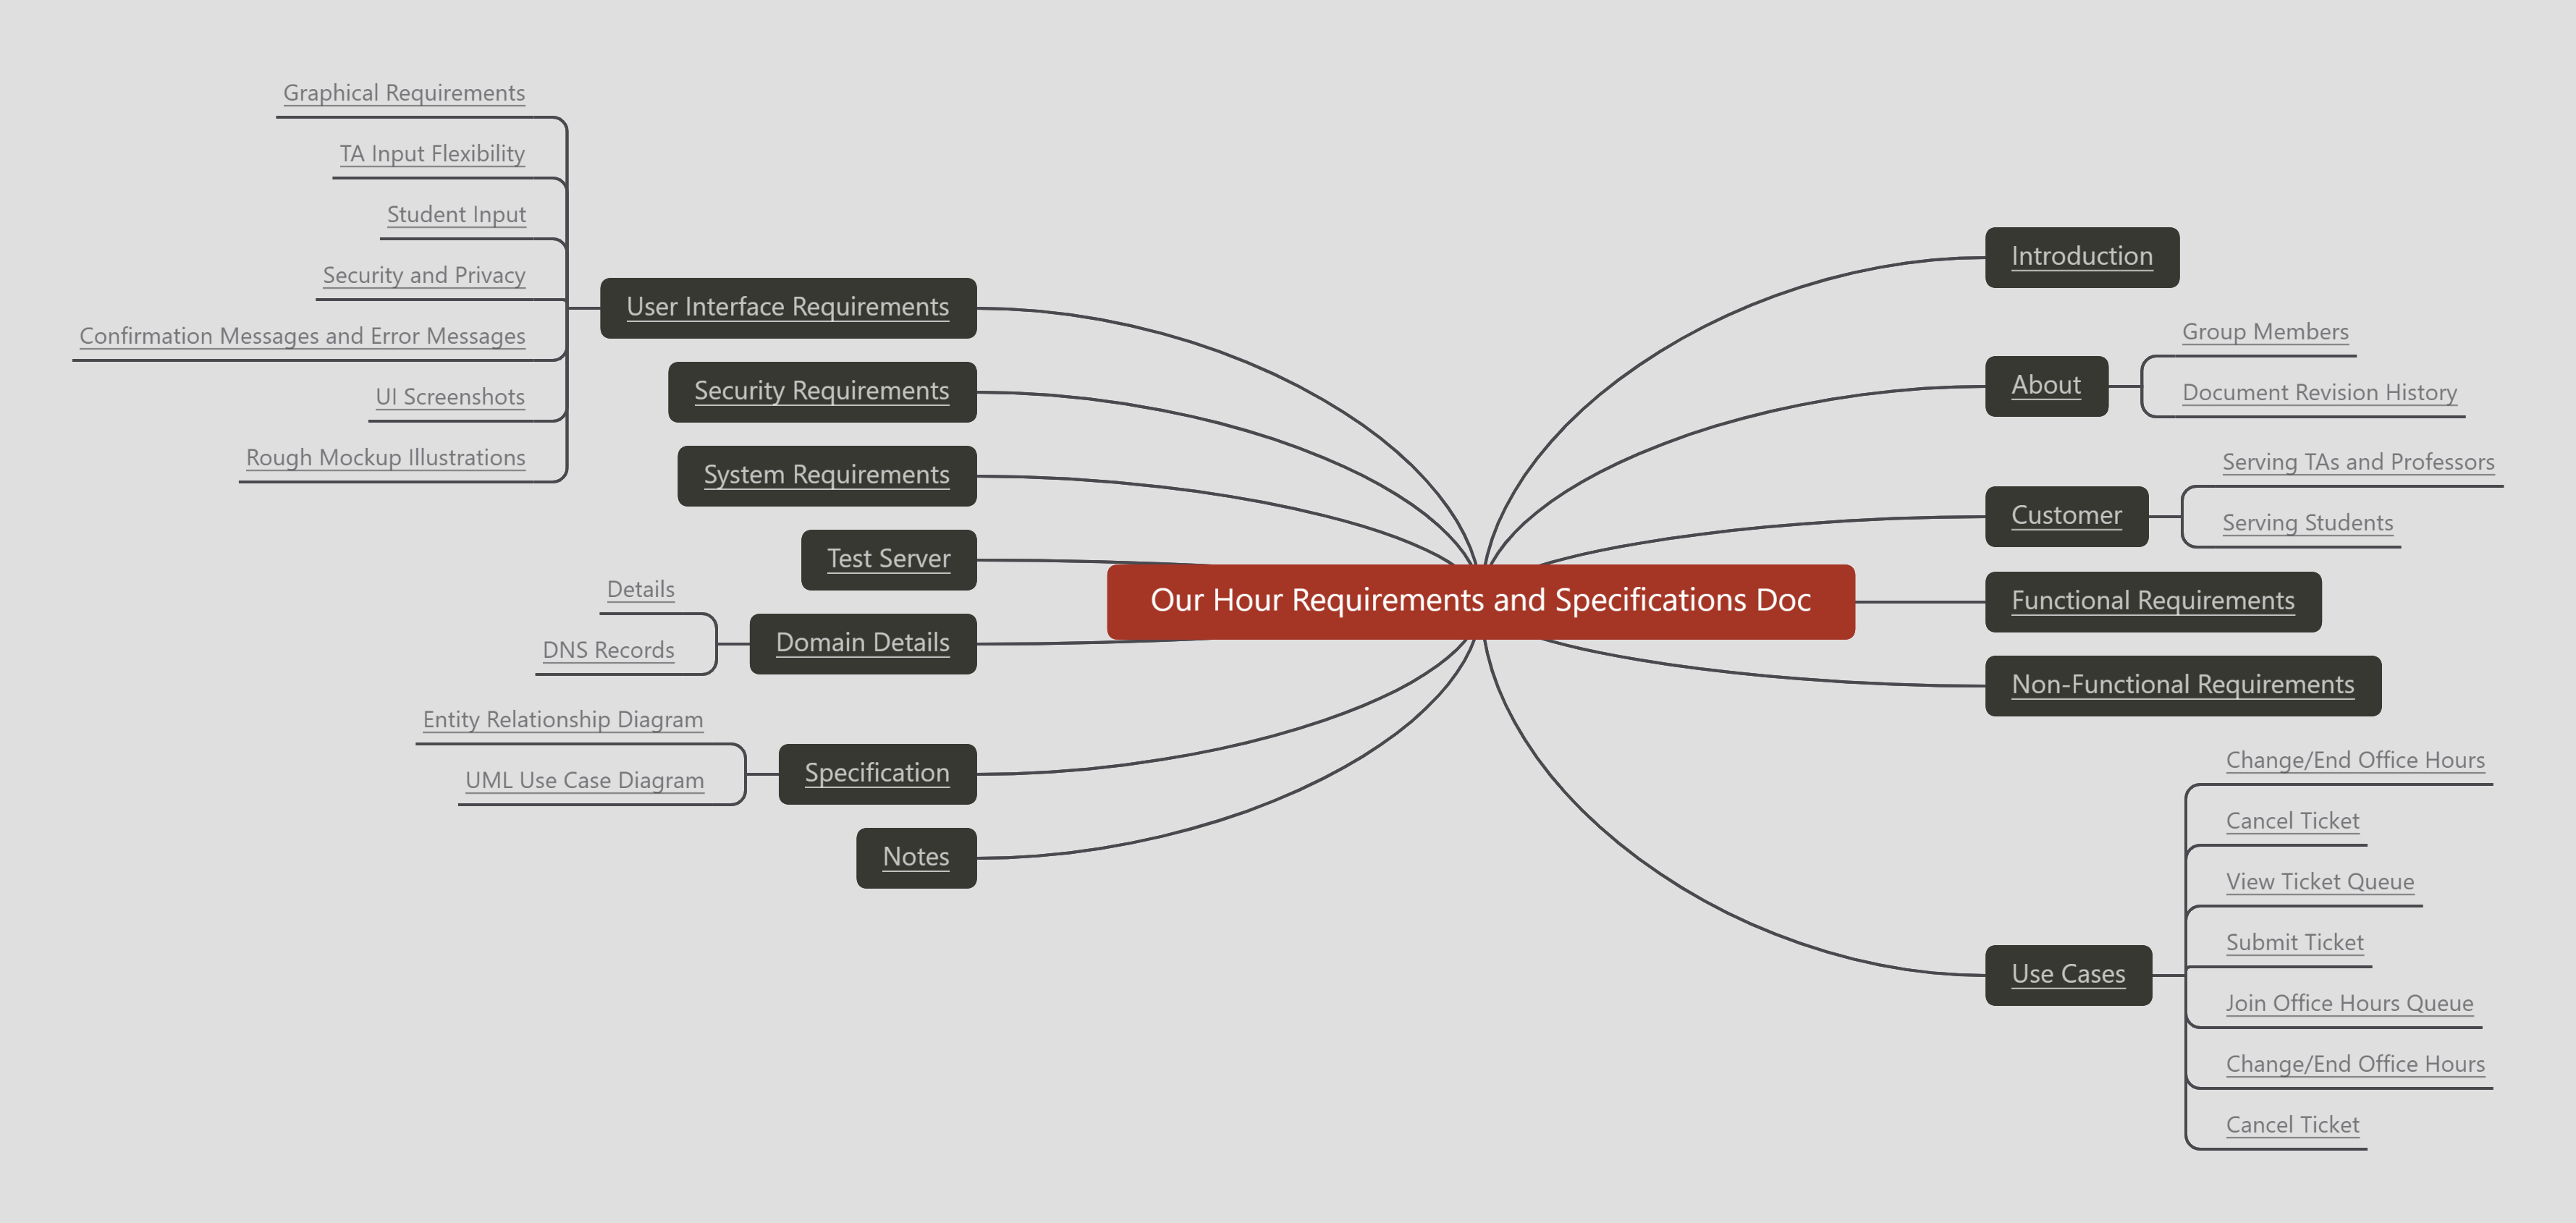 Our Hour Requirements and Specifications Doc
Introduction
About
Group Members
Document Revision History
Customer
Serving TAs and Professors
Serving Students
Functional Requirements
Non-Functional Requirements
Use Cases
Change/End Office Hours
Cancel Ticket
View Ticket Queue
Submit Ticket
Join Office Hours Queue
Change/End Office Hours
Cancel Ticket
User Interface Requirements
Graphical Requirements
TA Input Flexibility
Student Input
Security and Privacy
Confirmation Messages and Error Messages
UI Screenshots
Rough Mockup Illustrations
Security Requirements
System Requirements
Test Server
Domain Details
Details
DNS Records
Specification
Entity Relationship Diagram
UML Use Case Diagram
Notes